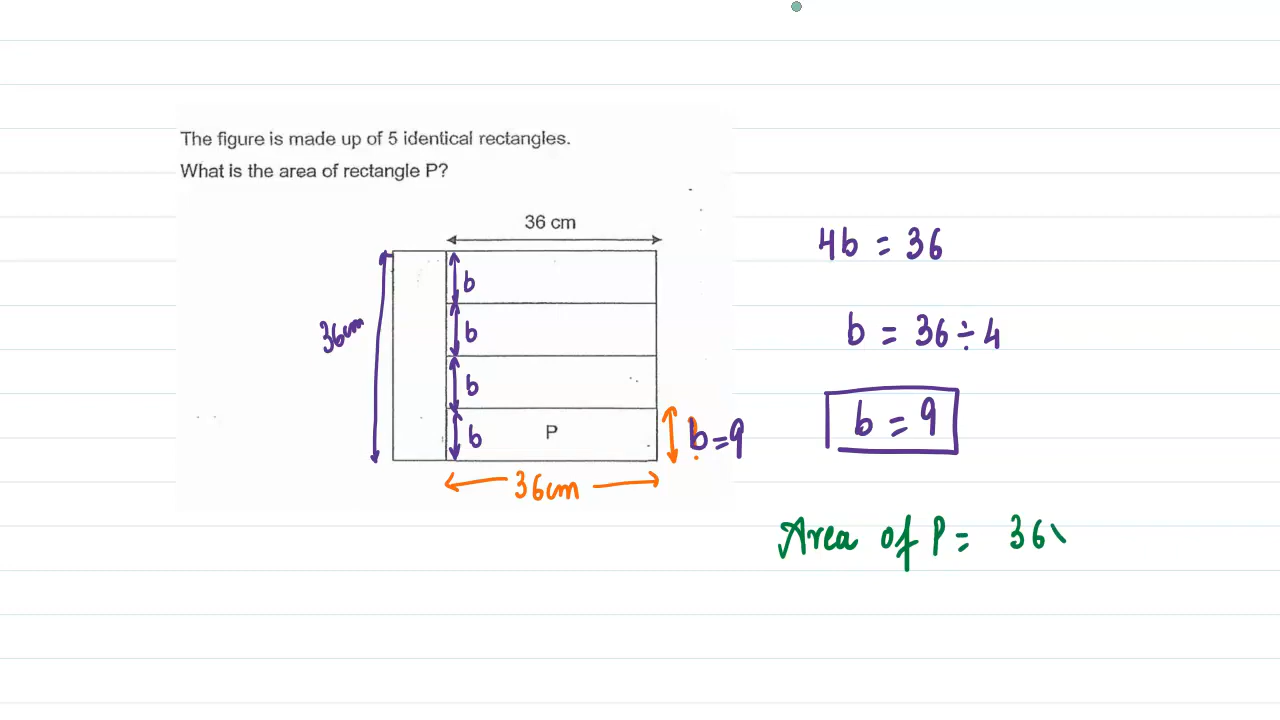 The figure is made up of 5 identical rectangles.
What is the area of rectangle P?
36 cm
36cm
b
b
b
b
P
b=9
36cm
4b = 36
b = 36 ÷ 4
b = 9
Area of P = 36